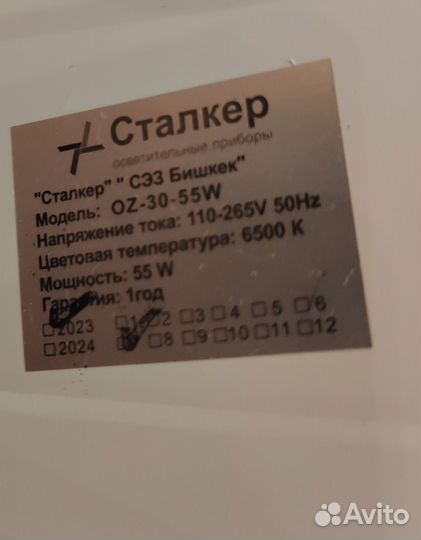 Сталкер
осветительные приборы
"Сталкер" " СЭЗ Бишкек"
Модель: OZ-30-55W
Напряжение тока: 110-265V 50Hz
Цветовая температура: 6500 K
Мощность: 55 W
Гарантия: 1год
☐2023 ☐1☐2 ☐3 ☐4 ☐5 ☐6
☐2024 ☐ ☐8 ☐9☐10☐11☐12
Avito